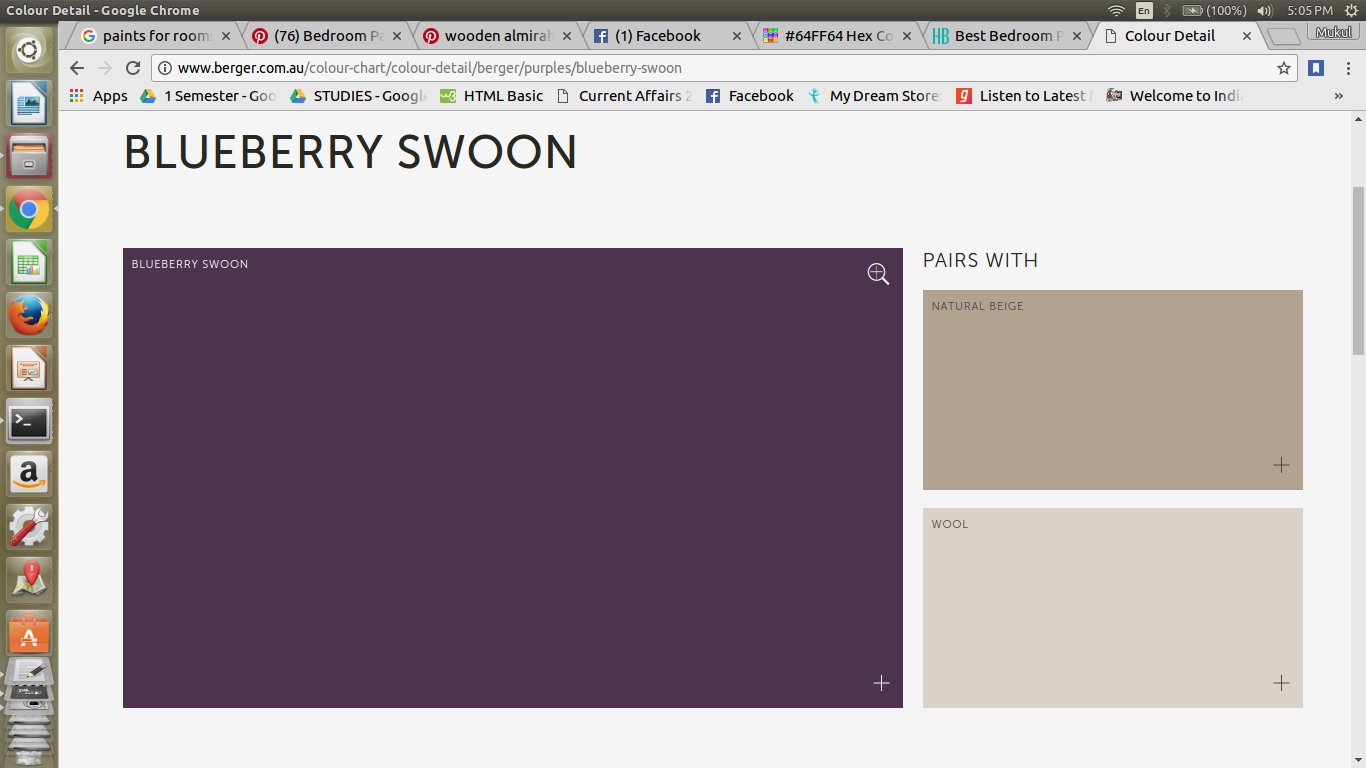 Colour Detail - Google Chrome
En
(100%)
5:05 PM
paints for room
(76) Bedroom Pa
wooden almirah
(1) Facebook
#64FF64 Hex Co
HB Best Bedroom P
Colour Detail
Mukul
www.berger.com.au/colour-chart/colour-detail/berger/purples/blueberry-swoon
Apps
1 Semester - Goo
STUDIES - Google
HTML Basic
Current Affairs 2
Facebook
My Dream Store:
Listen to Latest
Welcome to Indi
»
BLUEBERRY SWOON
BLUEBERRY SWOON
PAIRS WITH
NATURAL BEIGE
WOOL